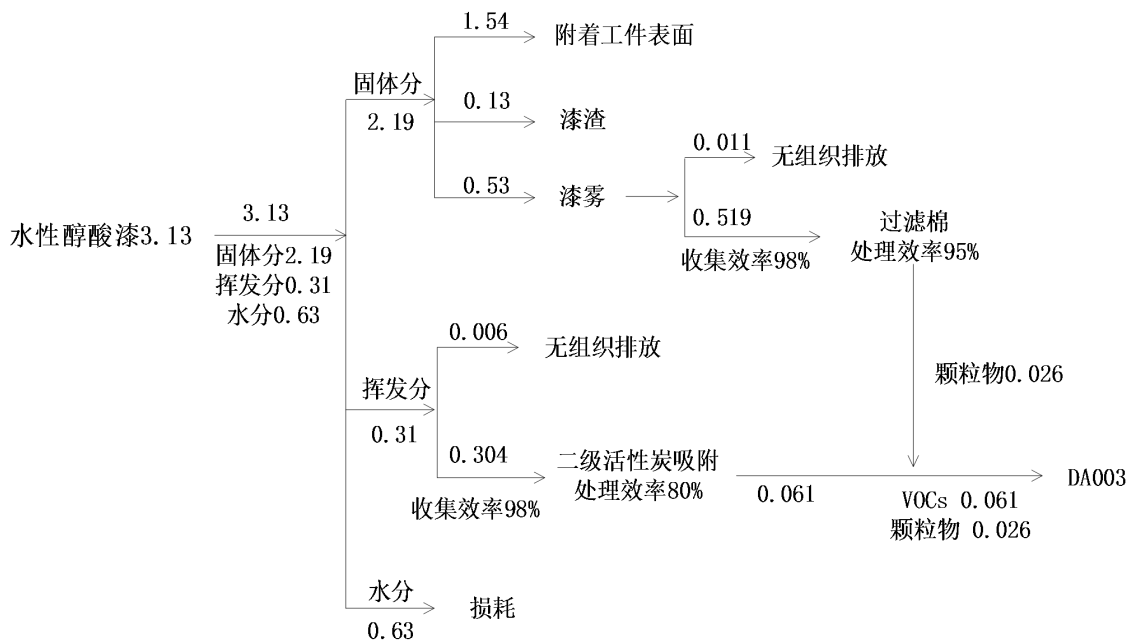 1.54
附着工件表面
固体分
2.19
0.13
漆渣
0.53
漆雾
0.011
无组织排放
0.519
收集效率98%
过滤棉
处理效率95%
水性醇酸漆3.13
3.13
固体分2.19
挥发分0.31
水分0.63
颗粒物0.026
0.006
无组织排放
挥发分
0.31
0.304
收集效率98%
二级活性炭吸附
处理效率80%
0.061
VOCs 0.061
颗粒物 0.026
DA003
水分
0.63
损耗